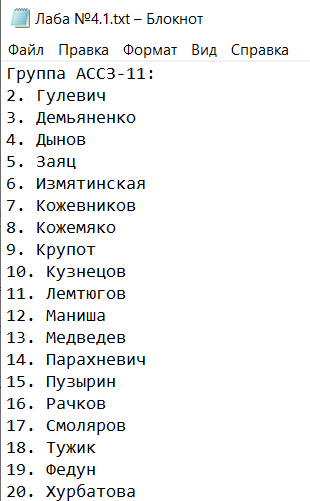 Лаба №4.1.txt – Блокнот
Файл Правка Формат Вид Справка
Группа АССЗ-11:
2. Гулевич
3. Демьяненко
4. Дынов
5. Заяц
6. Измятинская
7. Кожевников
8. Кожемяко
9. Крупот
10. Кузнецов
11. Лемтюгов
12. Маниша
13. Медведев
14. Парахневич
15. Пузырин
16. Рачков
17. Смоляров
18. Тужик
19. Федун
20. Хурбатова